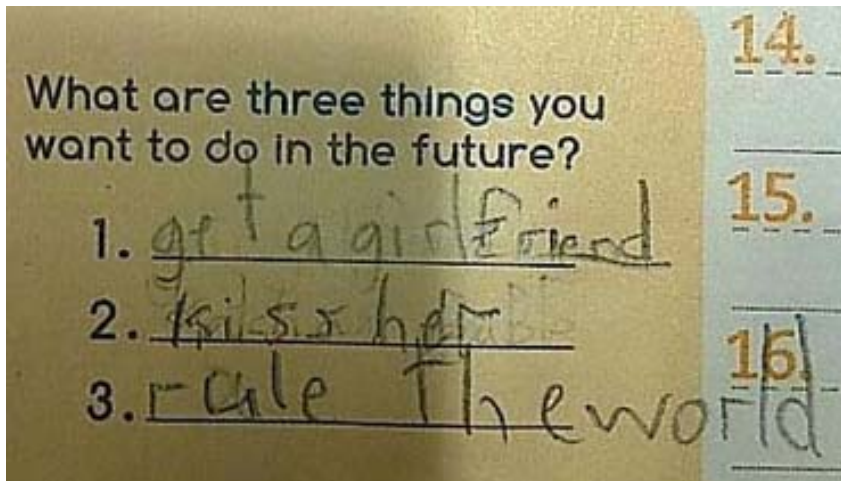 What are three things you
want to do in the future?
1. get a girlfriend
2. kiss her
3. rule The world
14.
15.
16.